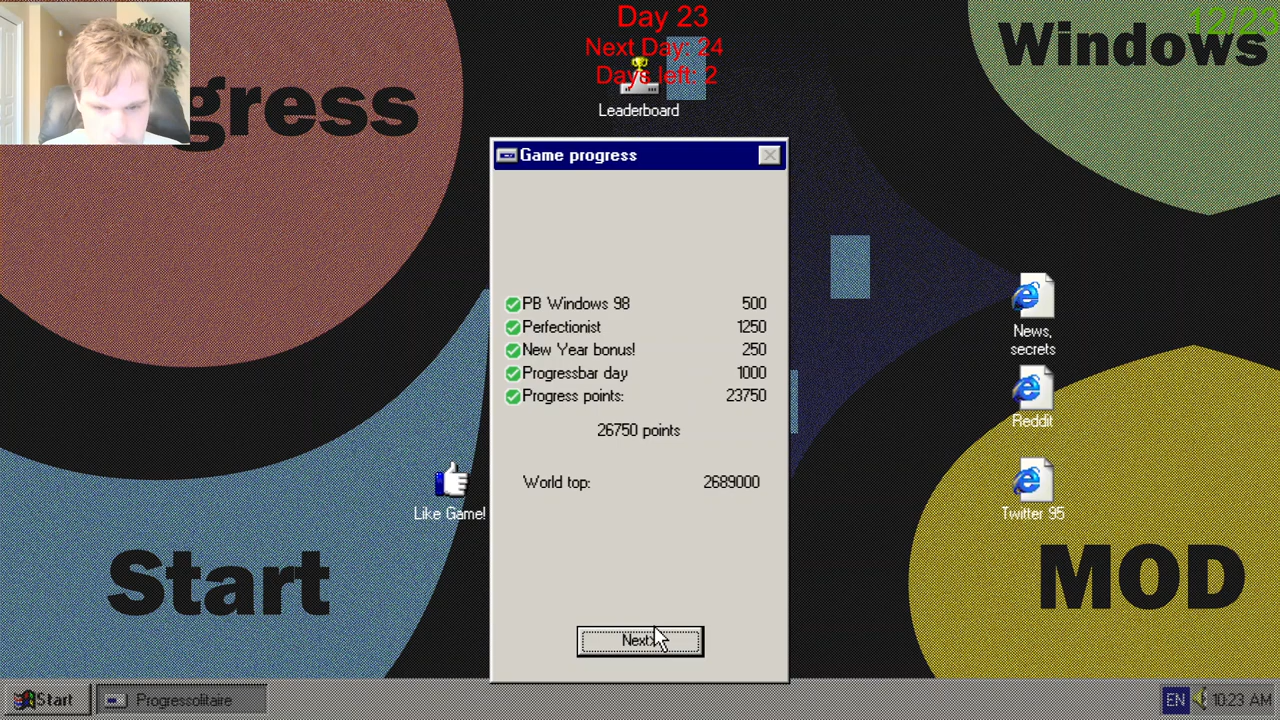 Day 23
Next Day: 24
Days left: 2
12/23
gress
Windows
Leaderboard
Game progress
PB Windows 98 500
Perfectionist 1250
New Year bonus! 250
Progressbar day 1000
Progress points: 23750
26750 points
World top: 2689000
Next
News,
secrets
Reddit
Twitter 95
Like Game!
Start
MOD
Start
Progressolitaire
EN
10:23 AM